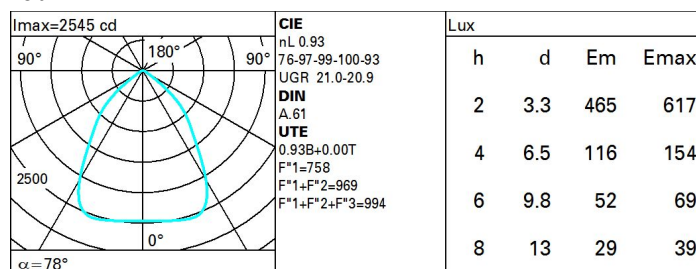 Imax=2545 cd
90°
180°
90°
2500
0°
α=78°
CIE
nL 0.93
76-97-99-100-93
UGR 21.0-20.9
DIN
A.61
UTE
0.93B+0.00T
F"1=758
F"1+F"2=969
F"1+F"2+F"3=994
Lux
h d Em Emax
2 3.3 465 617
4 6.5 116 154
6 9.8 52 69
8 13 29 39